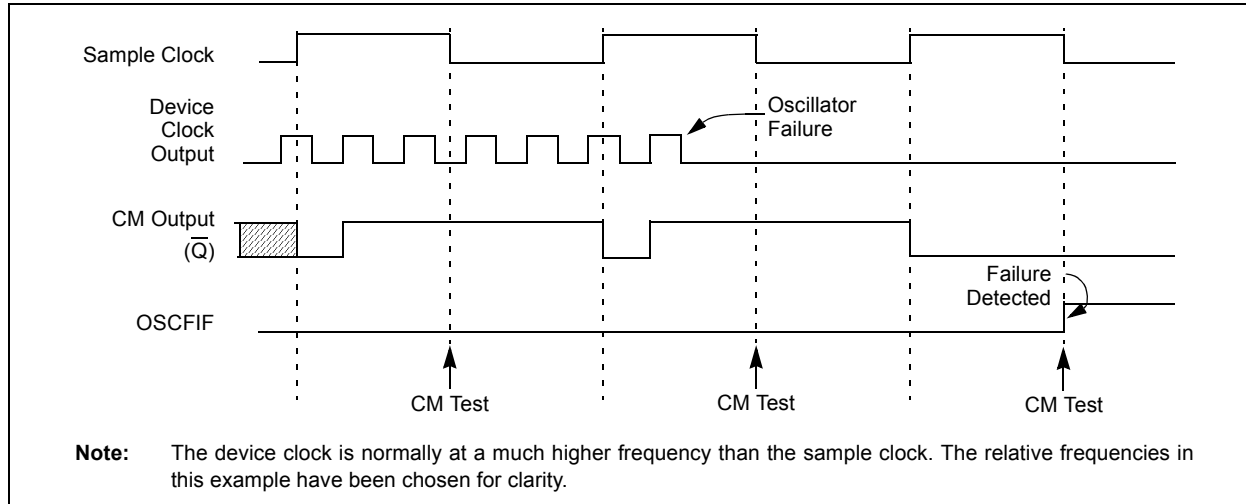 Sample Clock
Device
Clock
Output
Oscillator
Failure
CM Output
(Q̅)
Failure
Detected
OSCFIF
CM Test
CM Test
CM Test
Note: The device clock is normally at a much higher frequency than the sample clock. The relative frequencies in
this example have been chosen for clarity.